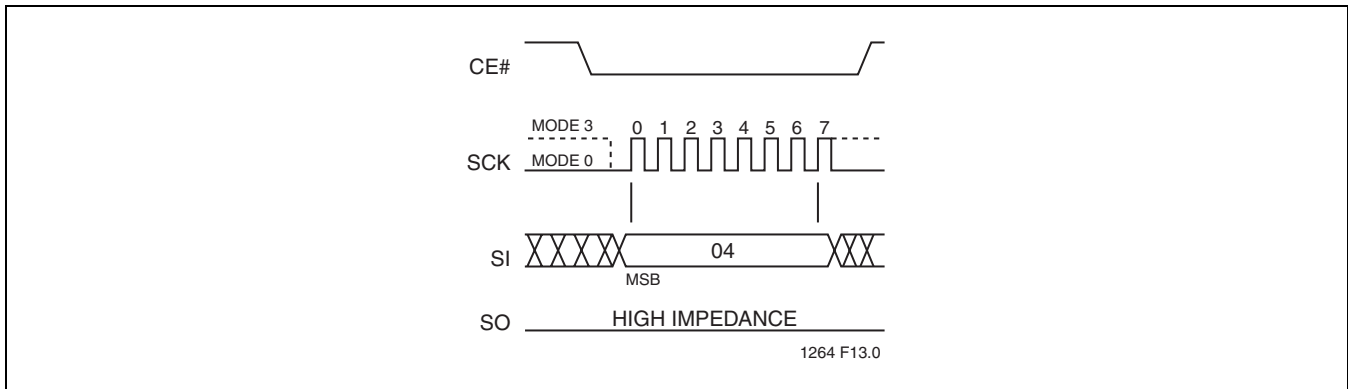 CE#
MODE 3
0 1 2 3 4 5 6 7
SCK
MODE 0
SI
04
MSB
SO
HIGH IMPEDANCE
1264 F13.0